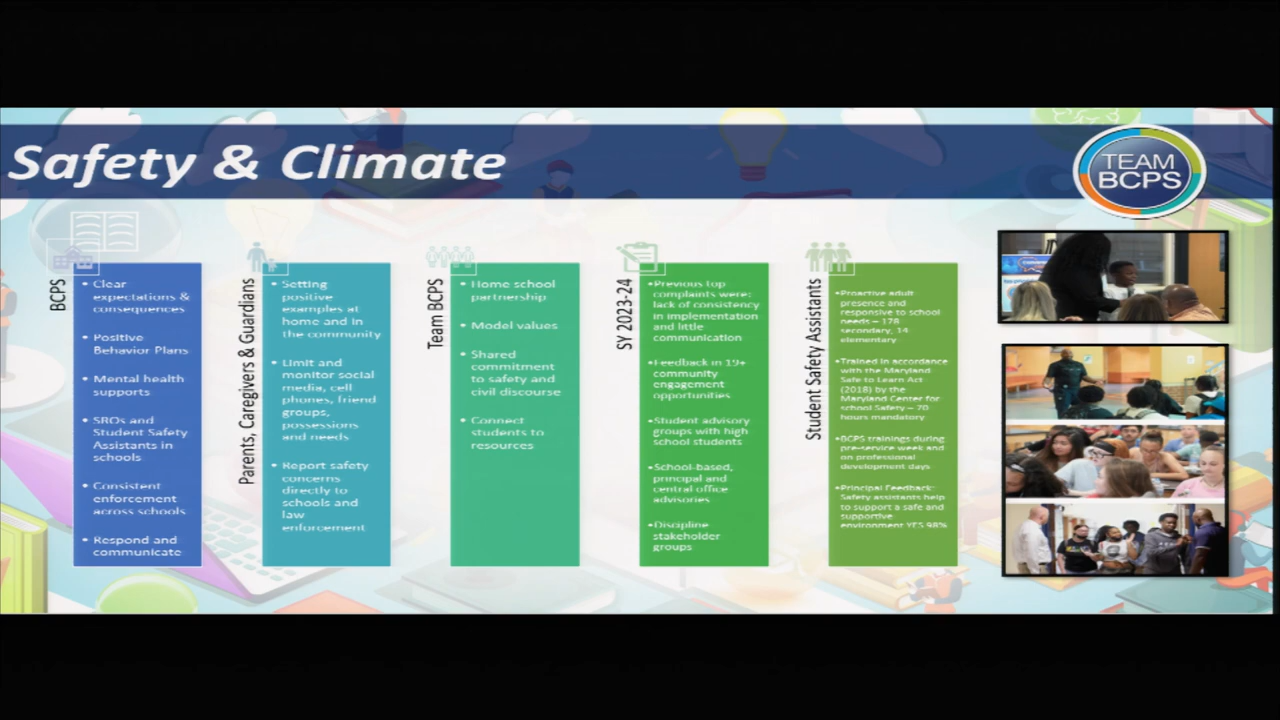 Safety & Climate
TEAM
BCPS
BCPS
• Clear
expectations &
consequences
• Positive
Behavior Plans
• Mental health
supports
• SROs and
Student Safety
Assistants in
schools
• Consistent
enforcement
across schools
• Respond and
communicate
Parents, Caregivers & Guardians
• Setting
positive
examples at
home and in
the community
• Limit and
monitor social
media, cell
phones, friend
groups,
possessions
and needs
• Report safety
concerns
directly to
schools and
law
enforcement
Team BCPS
• Home school
partnership
• Model values
• Shared
commitment
to safety and
civil discourse
• Connect
students to
resources
SY 2023-24
•Previous top
complaints were:
lack of consistency
in implementation
and little
communication
•Feedback in 19+
community
engagement
opportunities
•Student advisory
groups with high
school students
•School-based,
principal and
central office
advisories
•Discipline
stakeholder
groups
Student Safety Assistants
•Proactive adult
presence and
responsive to school
needs – 178
secondary, 14
elementary
•Trained in accordance
with the Maryland
Safe to Learn Act
(2018) by the
Maryland Center for
school Safety – 70
hours mandatory
•BCPS trainings during
pre-service week and
on professional
development days
•Principal Feedback:
Safety assistants help
to support a safe and
supportive
environment YES 98%